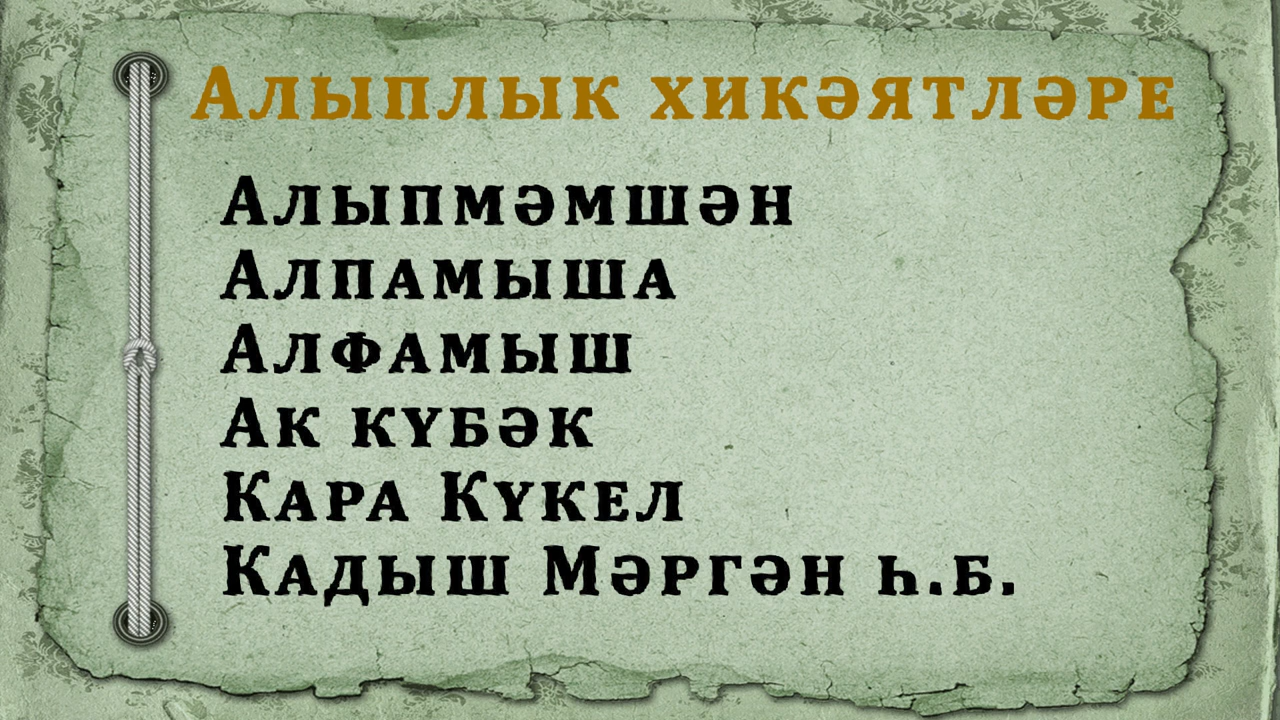 Алыплык хикәятләре
Алыпмәмшән
Алпамыша
Алфамыш
Ак күбәк
Кара Күкел
Кадыш Мәргән һ.б.